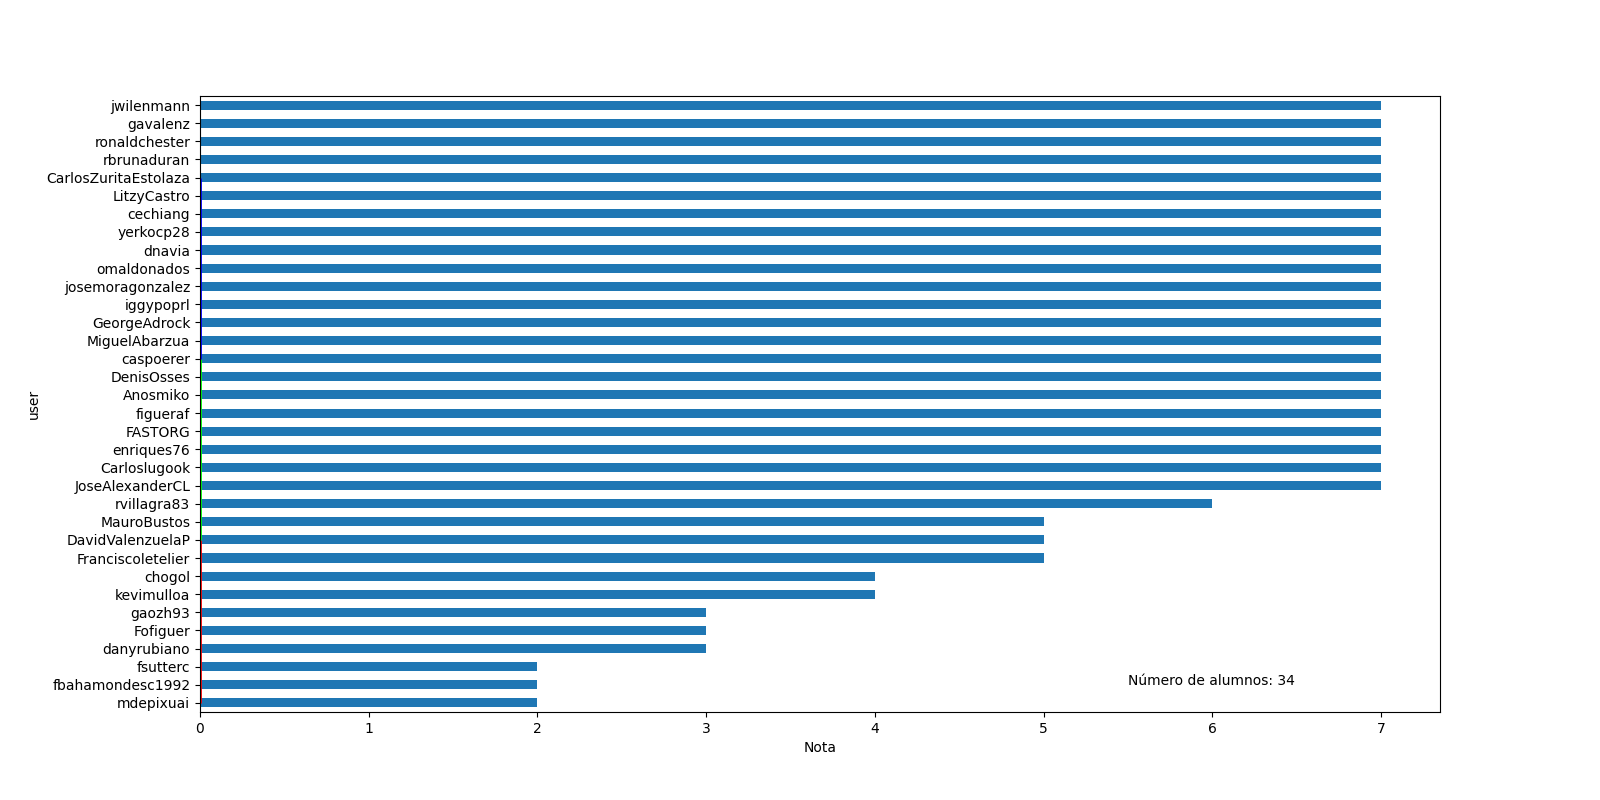 jwilenmann
gavalenz
ronaldchester
rbrunaduran
CarlosZuritaEstolaza
LitzyCastro
cechiang
yerkocp28
dnavia
omaldonados
josemoragonzalez
iggypoprl
GeorgeAdrock
MiguelAbarzua
caspoerer
DenisOsses
Anosmiko
figueraf
FASTORG
enriques76
Carloslugook
JoseAlexanderCL
rvillagra83
MauroBustos
DavidValenzuelaP
Franciscoletelier
chogol
kevimulloa
gaozh93
Fofiguer
danyrubiano
fsutterc
fbahamondesc1992
mdepixuai
user
Número de alumnos: 34
0 1 2 3 4 5 6 7
Nota